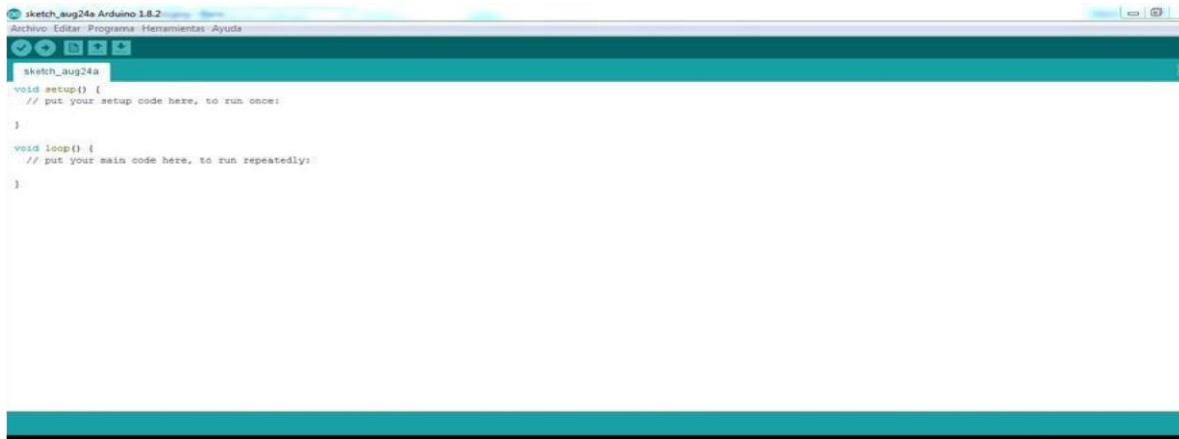 sketch_aug24a Arduino 1.8.2
Archivo Editar Programa Herramientas Ayuda
sketch_aug24a
void setup() {
// put your setup code here, to run once:
}
void loop() {
// put your main code here, to run repeatedly:
}